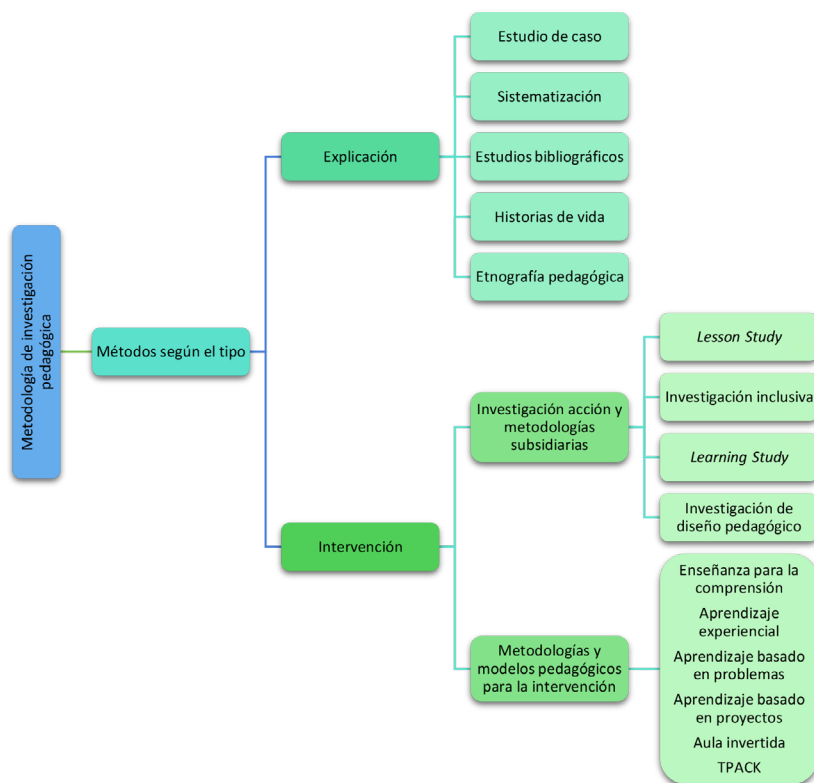 Metodología de investigación
pedagógica
Métodos según el tipo
Explicación
Estudio de caso
Sistematización
Estudios bibliográficos
Historias de vida
Etnografía pedagógica
Intervención
Investigación acción y
metodologías
subsidiarias
Lesson Study
Investigación inclusiva
Learning Study
Investigación de
diseño pedagógico
Metodologías y
modelos pedagógicos
para la intervención
Enseñanza para la
comprensión
Aprendizaje
experiencial
Aprendizaje basado
en problemas
Aprendizaje basado
en proyectos
Aula invertida
TPACK